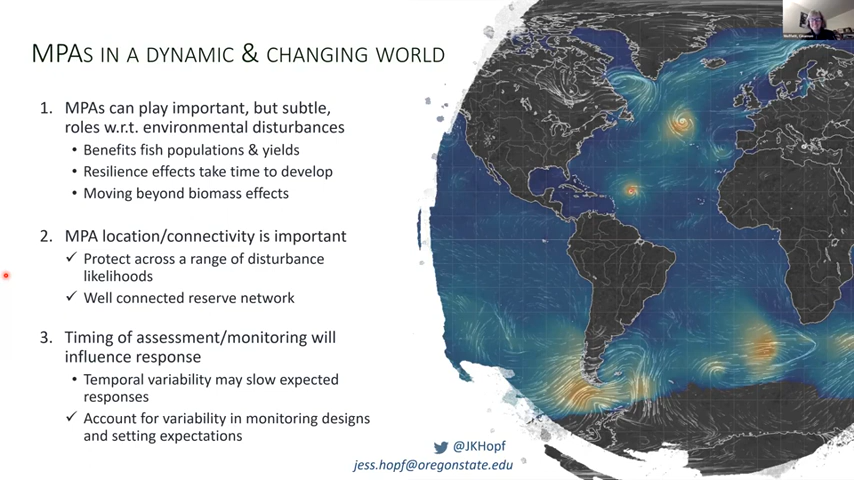 MPAS IN A DYNAMIC & CHANGING WORLD
1. MPAs can play important, but subtle,
roles w.r.t. environmental disturbances
• Benefits fish populations & yields
• Resilience effects take time to develop
• Moving beyond biomass effects
2. MPA location/connectivity is important
✓ Protect across a range of disturbance
likelihoods
✓ Well connected reserve network
3. Timing of assessment/monitoring will
influence response
• Temporal variability may slow expected
responses
✓ Account for variability in monitoring designs
and setting expectations
@JKHopf
jess.hopf@oregonstate.edu